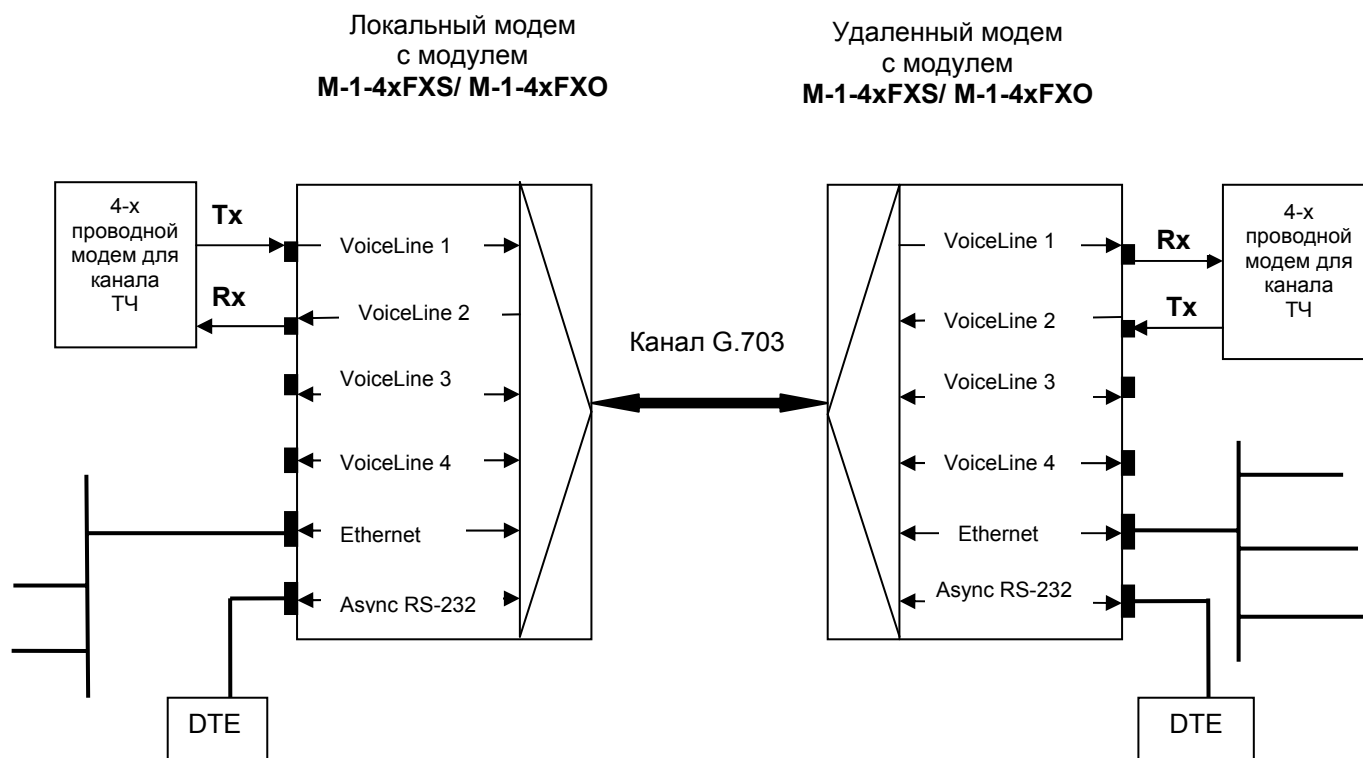 Локальный модем
с модулем
M-1-4xFXS/ M-1-4xFXO
Удаленный модем
с модулем
M-1-4xFXS/ M-1-4xFXO
4-х
проводной
модем для
канала
ТЧ
Tx
Rx
VoiceLine 1
VoiceLine 2
VoiceLine 3
VoiceLine 4
Ethernet
Async RS-232
DTE
Канал G.703
VoiceLine 1
VoiceLine 2
VoiceLine 3
VoiceLine 4
Ethernet
Async RS-232
Rx
Tx
4-х
проводной
модем для
канала
ТЧ
DTE